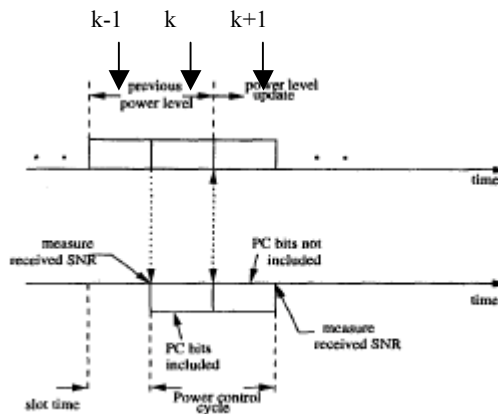 k-1 k k+1
previous power level
power level update
time
measure received SNR
PC bits not included
time
PC bits included
measure received SNR
slot time
Power control cycle